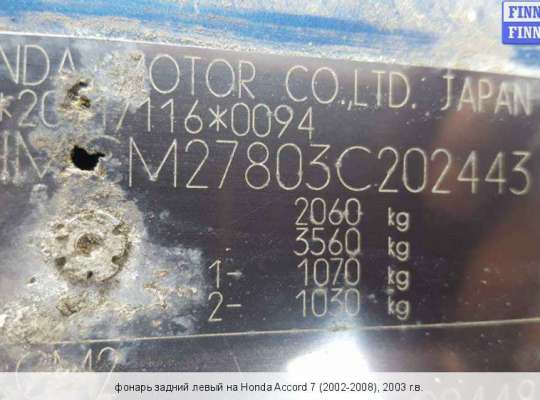 FINN
FINN
NDA MOTOR CO.,LTD. JAPAN
116*0094
M27803C202443
2060 kg
3560 kg
1- 1070 kg
2- 1030 kg
фонарь задний левый на Honda Accord 7 (2002-2008), 2003 г.в.